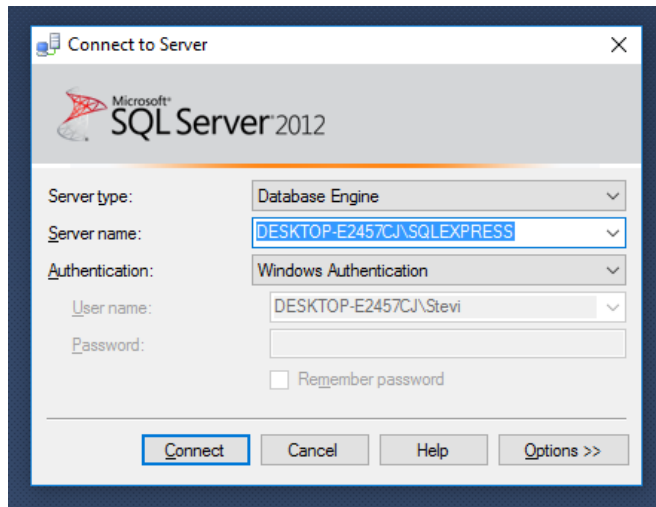 Connect to Server
Microsoft®
SQL Server® 2012
Server type: Database Engine
Server name: DESKTOP-E2457CJ\SQLEXPRESS
Authentication: Windows Authentication
User name: DESKTOP-E2457CJ\Stevi
Password:
Remember password
Connect Cancel Help Options >>